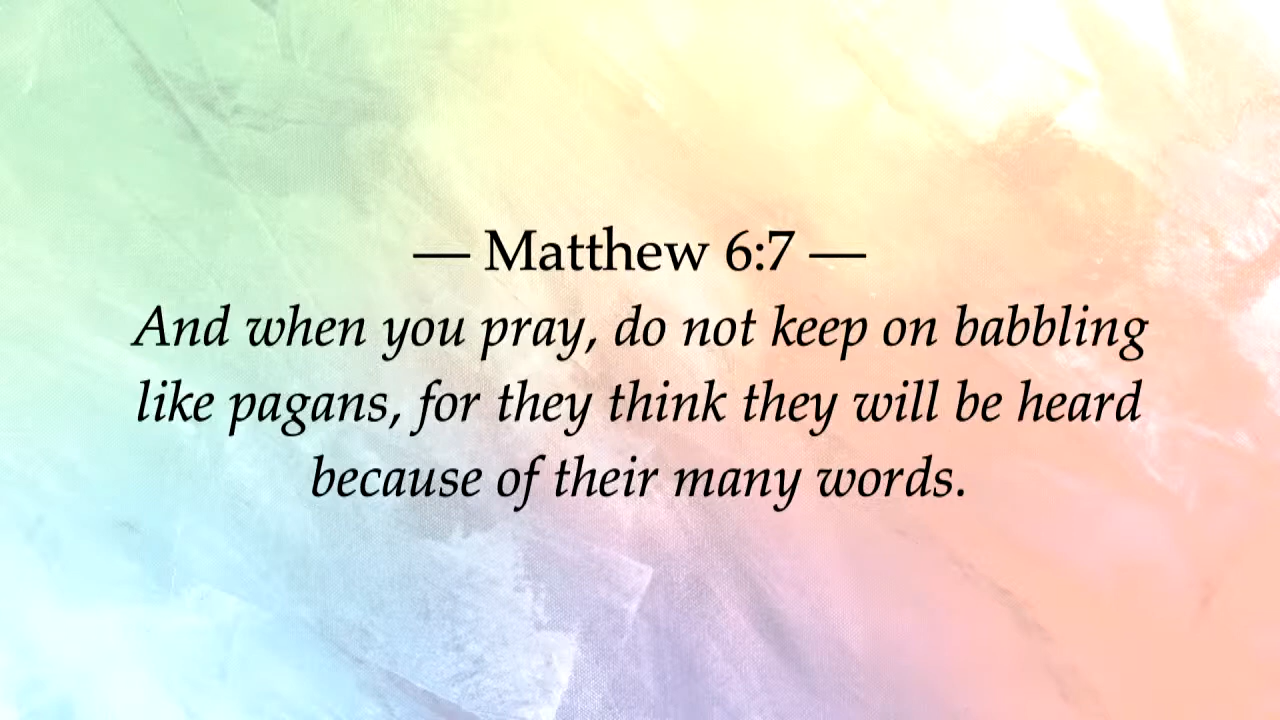 — Matthew 6:7 —
And when you pray, do not keep on babbling
like pagans, for they think they will be heard
because of their many words.